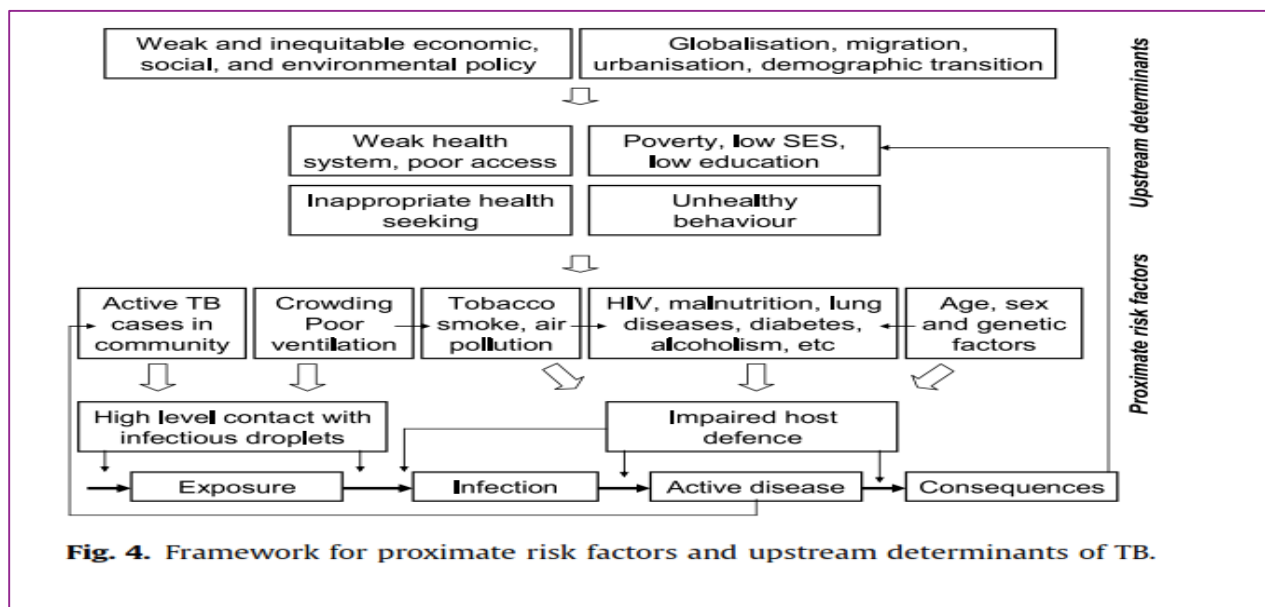 Weak and inequitable economic,
social, and environmental policy
Globalisation, migration,
urbanisation, demographic transition
Upstream determinants
Weak health
system, poor access
Poverty, low SES,
low education
Inappropriate health
seeking
Unhealthy
behaviour
Proximate risk factors
Active TB
cases in
community
Crowding
Poor
ventilation
Tobacco
smoke, air
pollution
HIV, malnutrition, lung
diseases, diabetes,
alcoholism, etc
Age, sex
and genetic
factors
High level contact with
infectious droplets
Impaired host
defence
Exposure
Infection
Active disease
Consequences
Fig. 4. Framework for proximate risk factors and upstream determinants of TB.